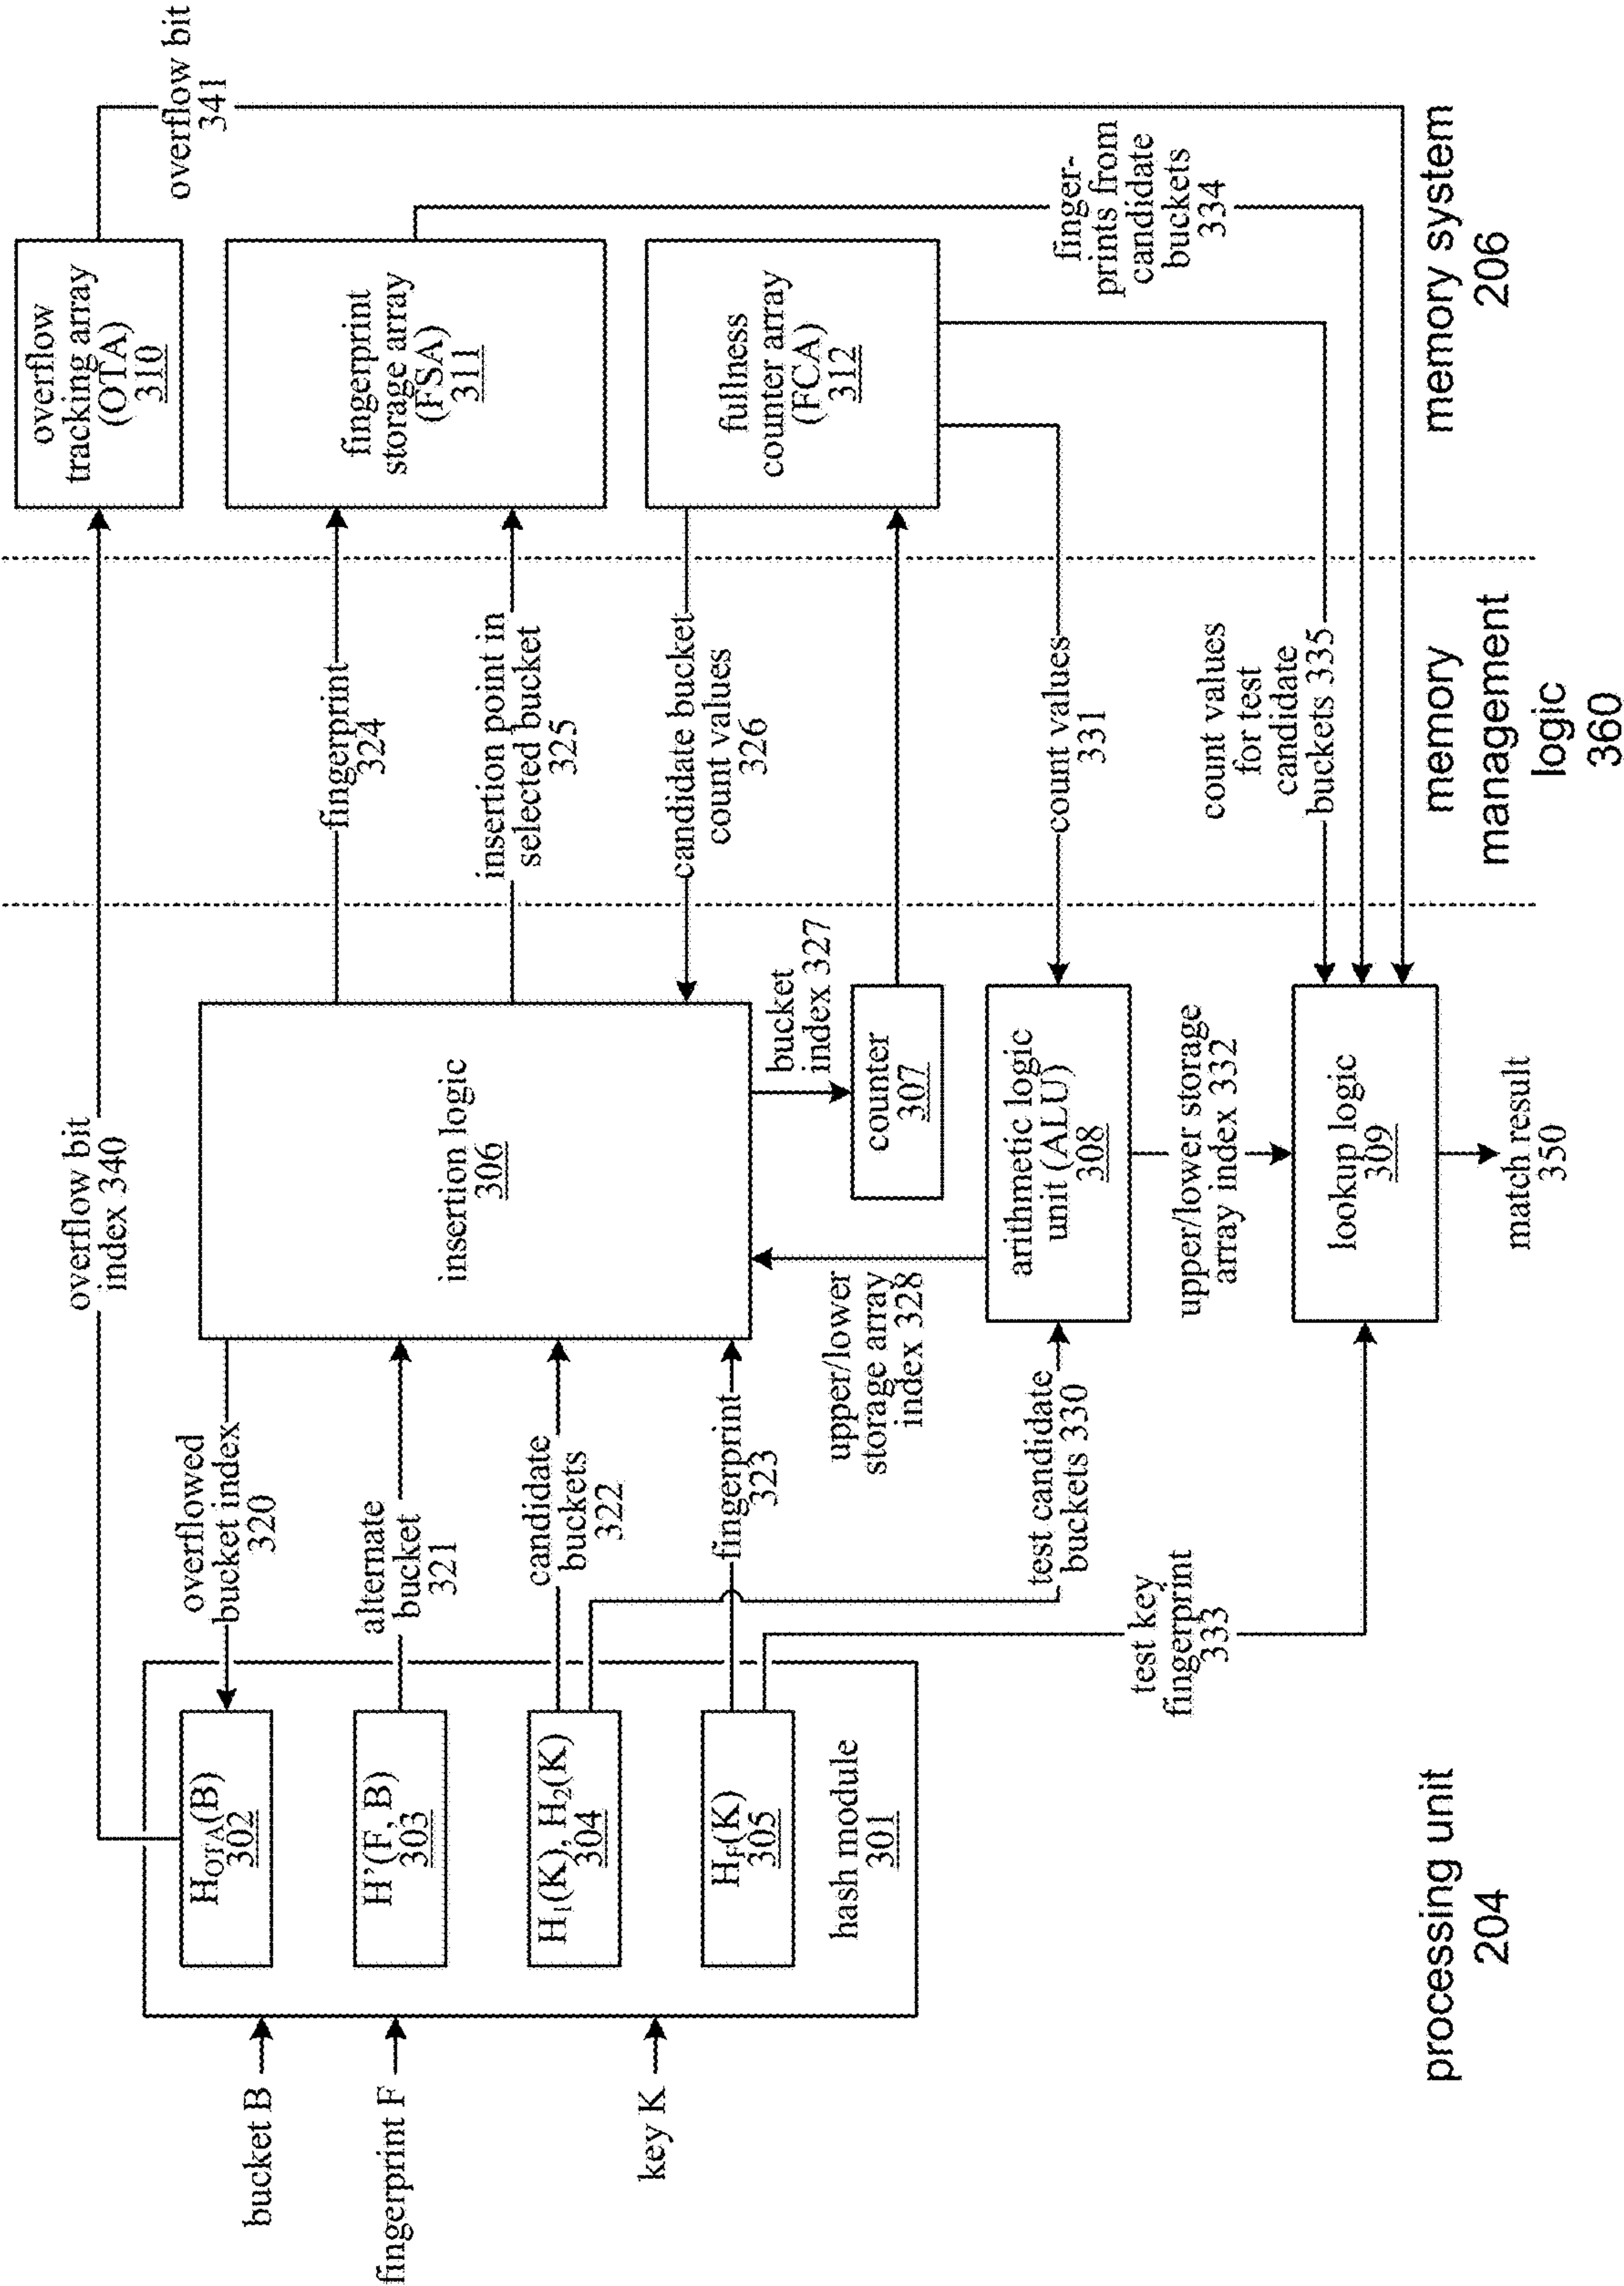 bucket B
fingerprint F
key K
H_OTA(B)
302
H'(F, B)
303
H₁(K), H₂(K)
304
H_F(K)
305
hash module
301
overflow bit
index 340
overflowed
bucket index
320
alternate
bucket
321
candidate
buckets
322
fingerprint
323
upper/lower
storage array
index 328
test candidate
buckets 330
test key
fingerprint
333
insertion logic
306
bucket
index 327
counter
307
arithmetic logic
unit (ALU)
308
upper/lower storage
array index 332
lookup logic
309
match result
350
fingerprint
324
insertion point in
selected bucket
325
candidate bucket
count values
326
count values
331
count values
for test
candidate
buckets 335
overflow
tracking array
(OTA)
310
fingerprint
storage array
(FSA)
311
fullness
counter array
(FCA)
312
overflow bit
341
finger-
prints from
candidate
buckets
334
processing unit
204
memory
management
logic
360
memory system
206